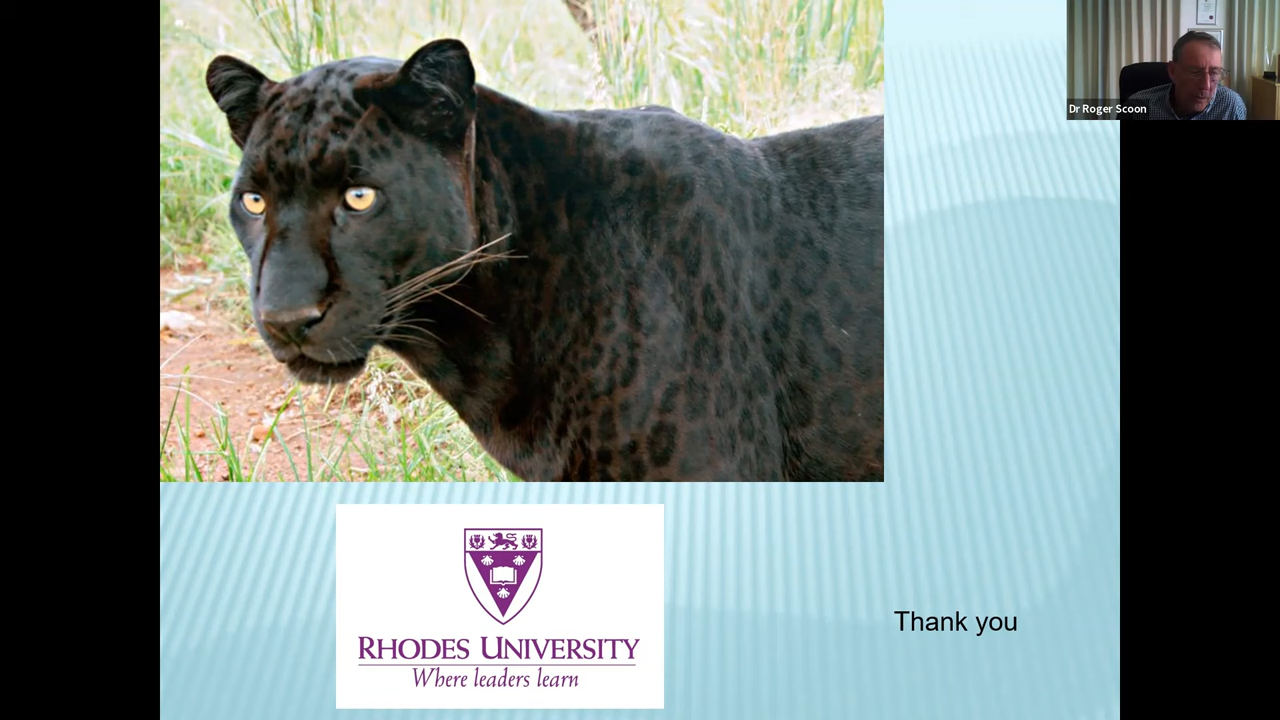 Dr Roger Scoon
RHODES UNIVERSITY
Where leaders learn
Thank you